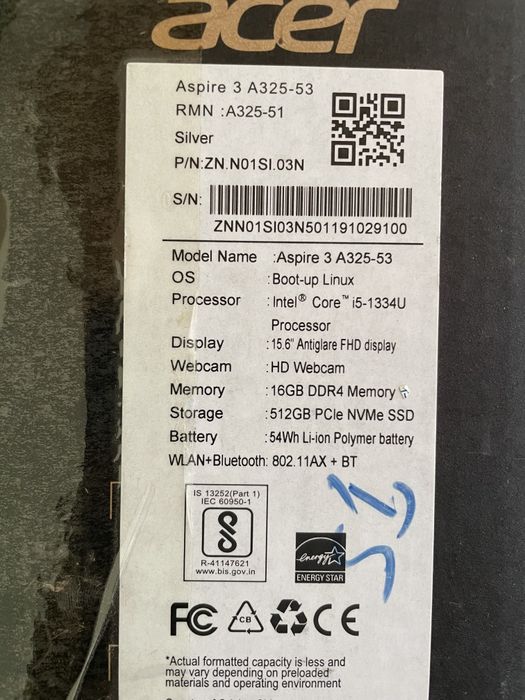 acer
Aspire 3 A325-53
RMN :A325-51
Silver
P/N:ZN.N01SI.03N
S/N:
ZNN01SI03N501191029100
Model Name :Aspire 3 A325-53
OS :Boot-up Linux
Processor :Intel® Core™ i5-1334U
Processor
Display :15.6" Antiglare FHD display
Webcam :HD Webcam
Memory :16GB DDR4 Memory
Storage :512GB PCIe NVMe SSD
Battery :54Wh Li-ion Polymer battery
WLAN+Bluetooth: 802.11AX + BT
IS 13252(Part 1)
IEC 60950-1
R-41147621
www.bis.gov.in
energy
ENERGY STAR
FC CB CE
*Actual formatted capacity is less and
may vary depending on preloaded
materials and operating environment